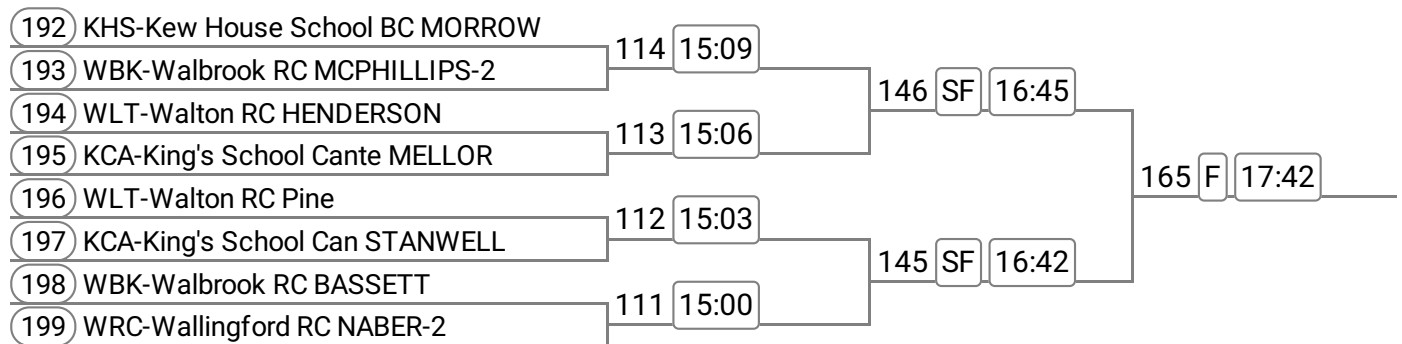 192 KHS-Kew House School BC MORROW
114 15:09
193 WBK-Walbrook RC MCPHILLIPS-2
146 SF 16:45
194 WLT-Walton RC HENDERSON
113 15:06
195 KCA-King's School Cante MELLOR
165 F 17:42
196 WLT-Walton RC Pine
112 15:03
197 KCA-King's School Can STANWELL
145 SF 16:42
198 WBK-Walbrook RC BASSETT
111 15:00
199 WRC-Wallingford RC NABER-2